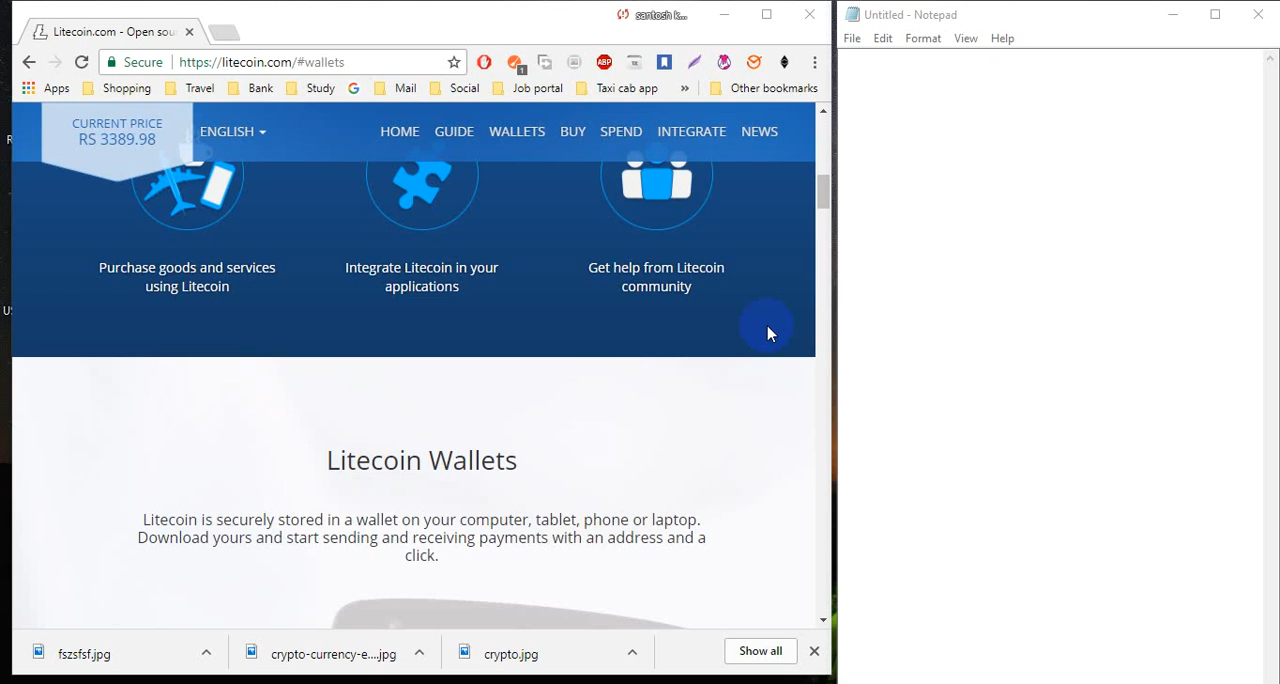 santosh k...
Litecoin.com - Open sou
Secure https://litecoin.com/#wallets
ABP
1
Apps Shopping Travel Bank Study Mail Social Job portal Taxi cab app » Other bookmarks
CURRENT PRICE
RS 3389.98
ENGLISH HOME GUIDE WALLETS BUY SPEND INTEGRATE NEWS
Purchase goods and services
using Litecoin
Integrate Litecoin in your
applications
Get help from Litecoin
community
Litecoin Wallets
Litecoin is securely stored in a wallet on your computer, tablet, phone or laptop.
Download yours and start sending and receiving payments with an address and a
click.
fszsfsf.jpg crypto-currency-e....jpg crypto.jpg Show all
Untitled - Notepad
File Edit Format View Help